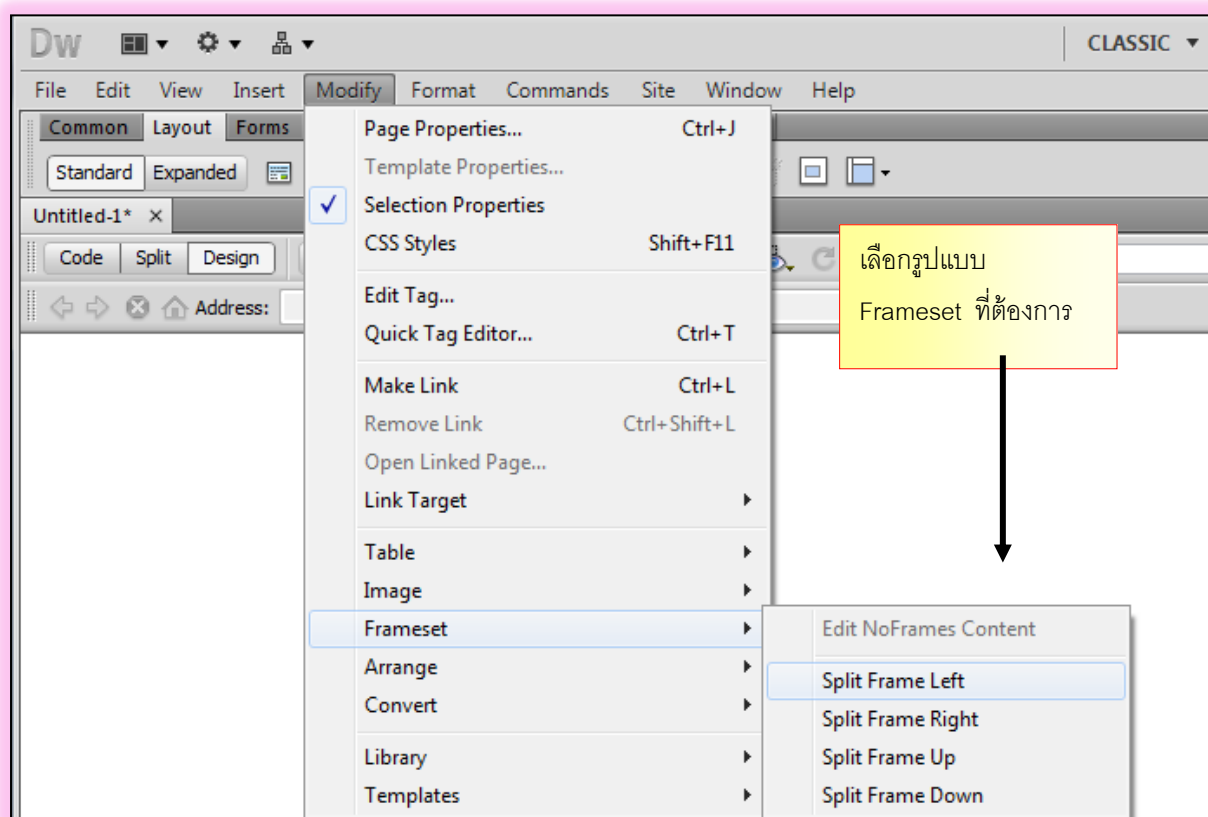 Dw CLASSIC
File Edit View Insert Modify Format Commands Site Window Help
Common Layout Forms
Standard Expanded
Untitled-1* ×
Code Split Design
Address:
Page Properties... Ctrl+J
Template Properties...
Selection Properties
CSS Styles Shift+F11
Edit Tag...
Quick Tag Editor... Ctrl+T
Make Link Ctrl+L
Remove Link Ctrl+Shift+L
Open Linked Page...
Link Target
Table
Image
Frameset
Arrange
Convert
Library
Templates
เลือกรูปแบบ
Frameset ที่ต้องการ
Edit NoFrames Content
Split Frame Left
Split Frame Right
Split Frame Up
Split Frame Down